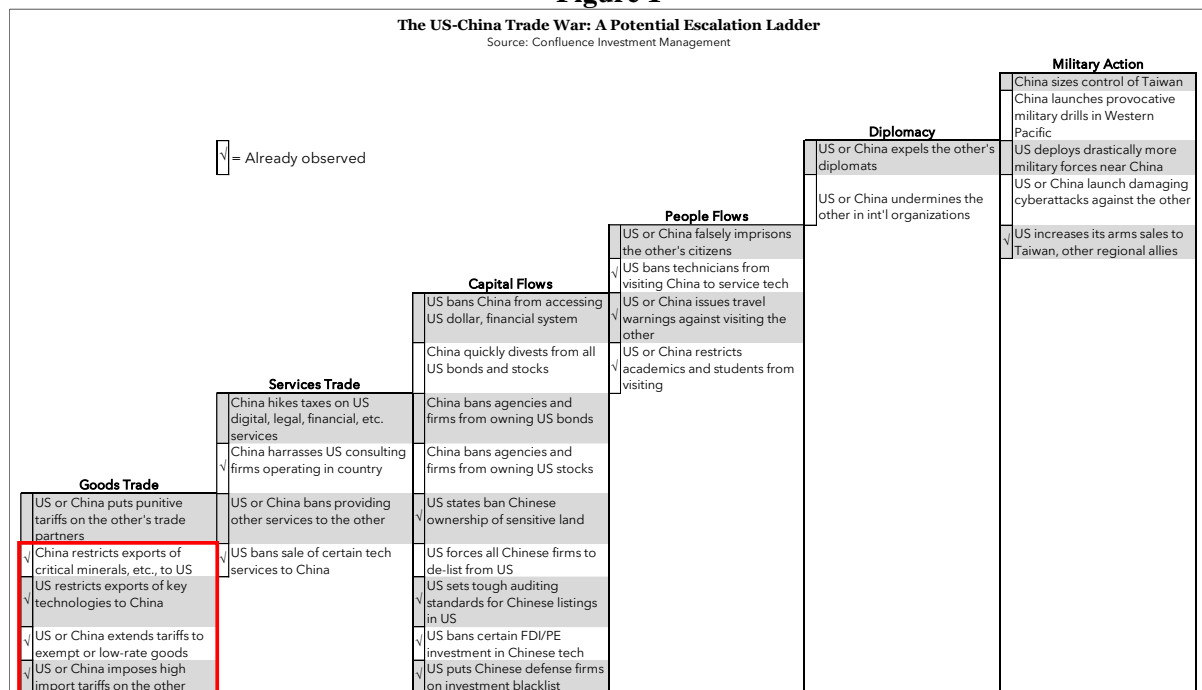 Figure 1
The US-China Trade War: A Potential Escalation Ladder
Source: Confluence Investment Management
√ = Already observed
Goods Trade
US or China puts punitive
tariffs on the other's trade
partners
√ China restricts exports of
critical minerals, etc., to US
√ US restricts exports of key
technologies to China
√ US or China extends tariffs to
exempt or low-rate goods
√ US or China imposes high
import tariffs on the other
Services Trade
China hikes taxes on US
digital, legal, financial, etc.
services
√ China harrasses US consulting
firms operating in country
US or China bans providing
other services to the other
√ US bans sale of certain tech
services to China
Capital Flows
US bans China from accessing
US dollar, financial system
China quickly divests from all
US bonds and stocks
China bans agencies and
firms from owning US bonds
China bans agencies and
firms from owning US stocks
√ US states ban Chinese
ownership of sensitive land
US forces all Chinese firms to
de-list from US
√ US sets tough auditing
standards for Chinese listings
in US
√ US bans certain FDI/PE
investment in Chinese tech
√ US puts Chinese defense firms
on investment blacklist
People Flows
US or China falsely imprisons
the other's citizens
√ US bans technicians from
visiting China to service tech
√ US or China issues travel
warnings against visiting the
other
√ US or China restricts
academics and students from
visiting
Diplomacy
US or China expels the other's
diplomats
US or China undermines the
other in int'l organizations
Military Action
China sizes control of Taiwan
China launches provocative
military drills in Western
Pacific
US deploys drastically more
military forces near China
US or China launch damaging
cyberattacks against the other
√ US increases its arms sales to
Taiwan, other regional allies